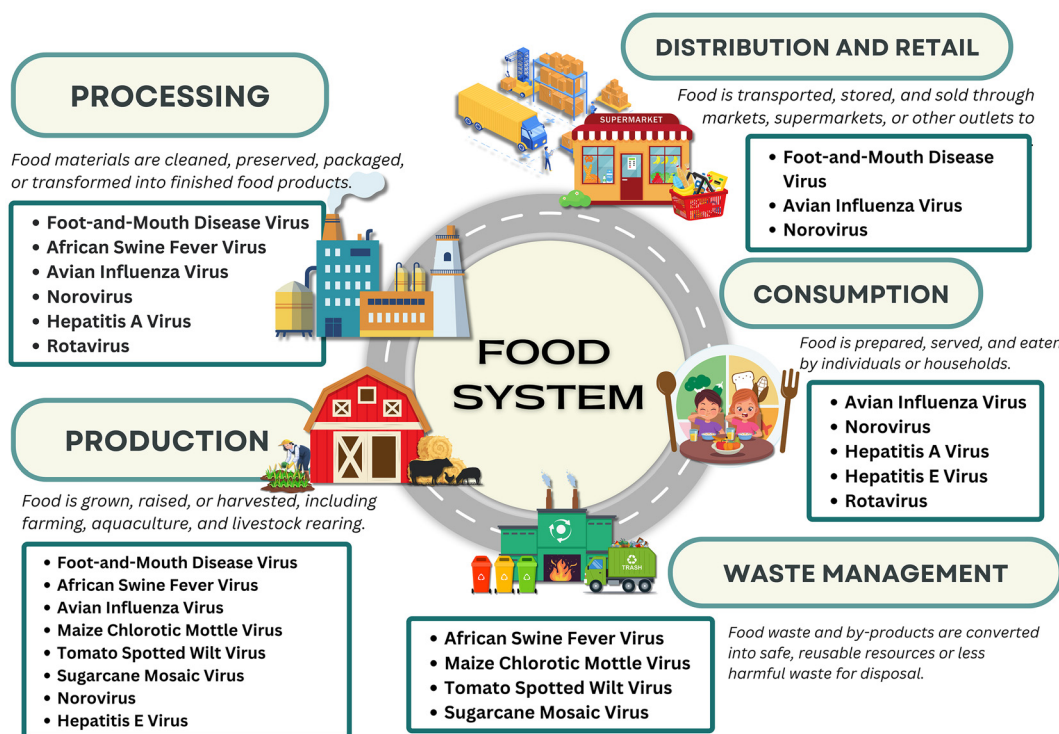 PROCESSING
Food materials are cleaned, preserved, packaged,
or transformed into finished food products.
• Foot-and-Mouth Disease Virus
• African Swine Fever Virus
• Avian Influenza Virus
• Norovirus
• Hepatitis A Virus
• Rotavirus
DISTRIBUTION AND RETAIL
Food is transported, stored, and sold through
markets, supermarkets, or other outlets to
• Foot-and-Mouth Disease
Virus
• Avian Influenza Virus
• Norovirus
SUPERMARKET
CONSUMPTION
Food is prepared, served, and eaten
by individuals or households.
• Avian Influenza Virus
• Norovirus
• Hepatitis A Virus
• Hepatitis E Virus
• Rotavirus
FOOD
SYSTEM
PRODUCTION
Food is grown, raised, or harvested, including
farming, aquaculture, and livestock rearing.
• Foot-and-Mouth Disease Virus
• African Swine Fever Virus
• Avian Influenza Virus
• Maize Chlorotic Mottle Virus
• Tomato Spotted Wilt Virus
• Sugarcane Mosaic Virus
• Norovirus
• Hepatitis E Virus
TRASH
WASTE MANAGEMENT
Food waste and by-products are converted
into safe, reusable resources or less
harmful waste for disposal.
• African Swine Fever Virus
• Maize Chlorotic Mottle Virus
• Tomato Spotted Wilt Virus
• Sugarcane Mosaic Virus